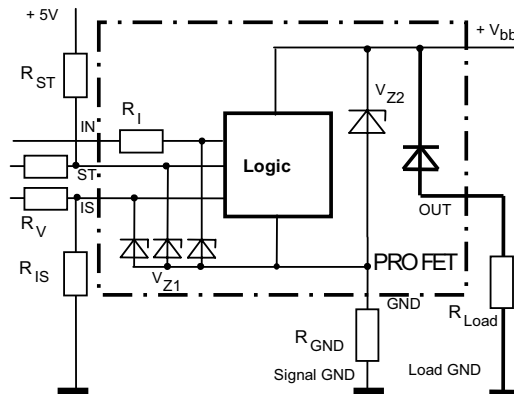 + 5V
+ V_bb
R_ST
R_I
IN
V_Z2
Logic
ST
IS
OUT
R_V
R_IS
V_Z1
PROFET
GND
R_Load
R_GND
Signal GND
Load GND